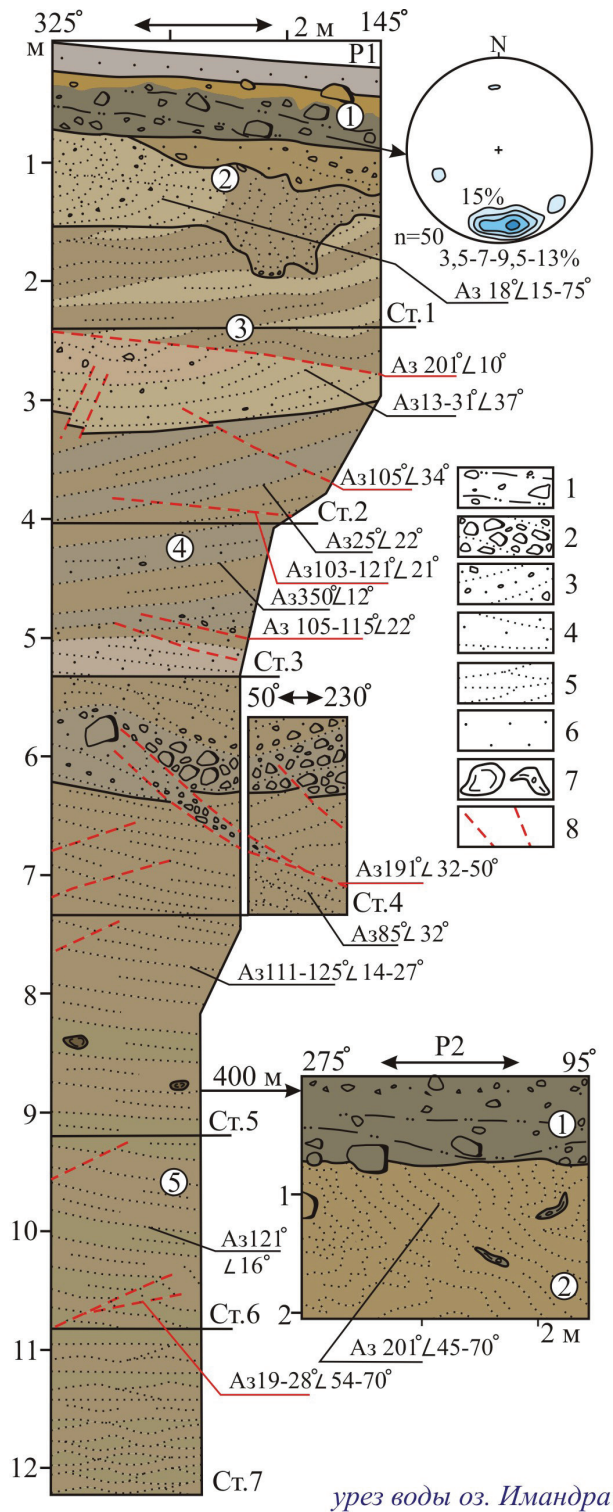 325° 2 м 145°
м
P1
N
1
1
2
15%
n=50
3,5-7-9,5-13%
Аз 18°∠15-75°
2
Ст.1
3
Аз 201°∠10°
3
Аз13-31°∠37°
Аз105°∠34°
4
Ст.2
Аз25°∠22°
4
Аз103-121°∠21°
Аз350°∠12°
5
Аз 105-115°∠22°
Ст.3
50° 230°
6
7
Аз191°∠32-50°
Ст.4
Аз85°∠32°
8
Аз111-125°∠14-27°
1
2
3
4
5
6
7
8
400 м
9
Ст.5
5
10
Аз121°
∠16°
Ст.6
11
Аз19-28°∠54-70°
12
Ст.7
275° P2 95°
1
1
2
2
2 м
Аз 201°∠45-70°
урез воды оз. Имандра